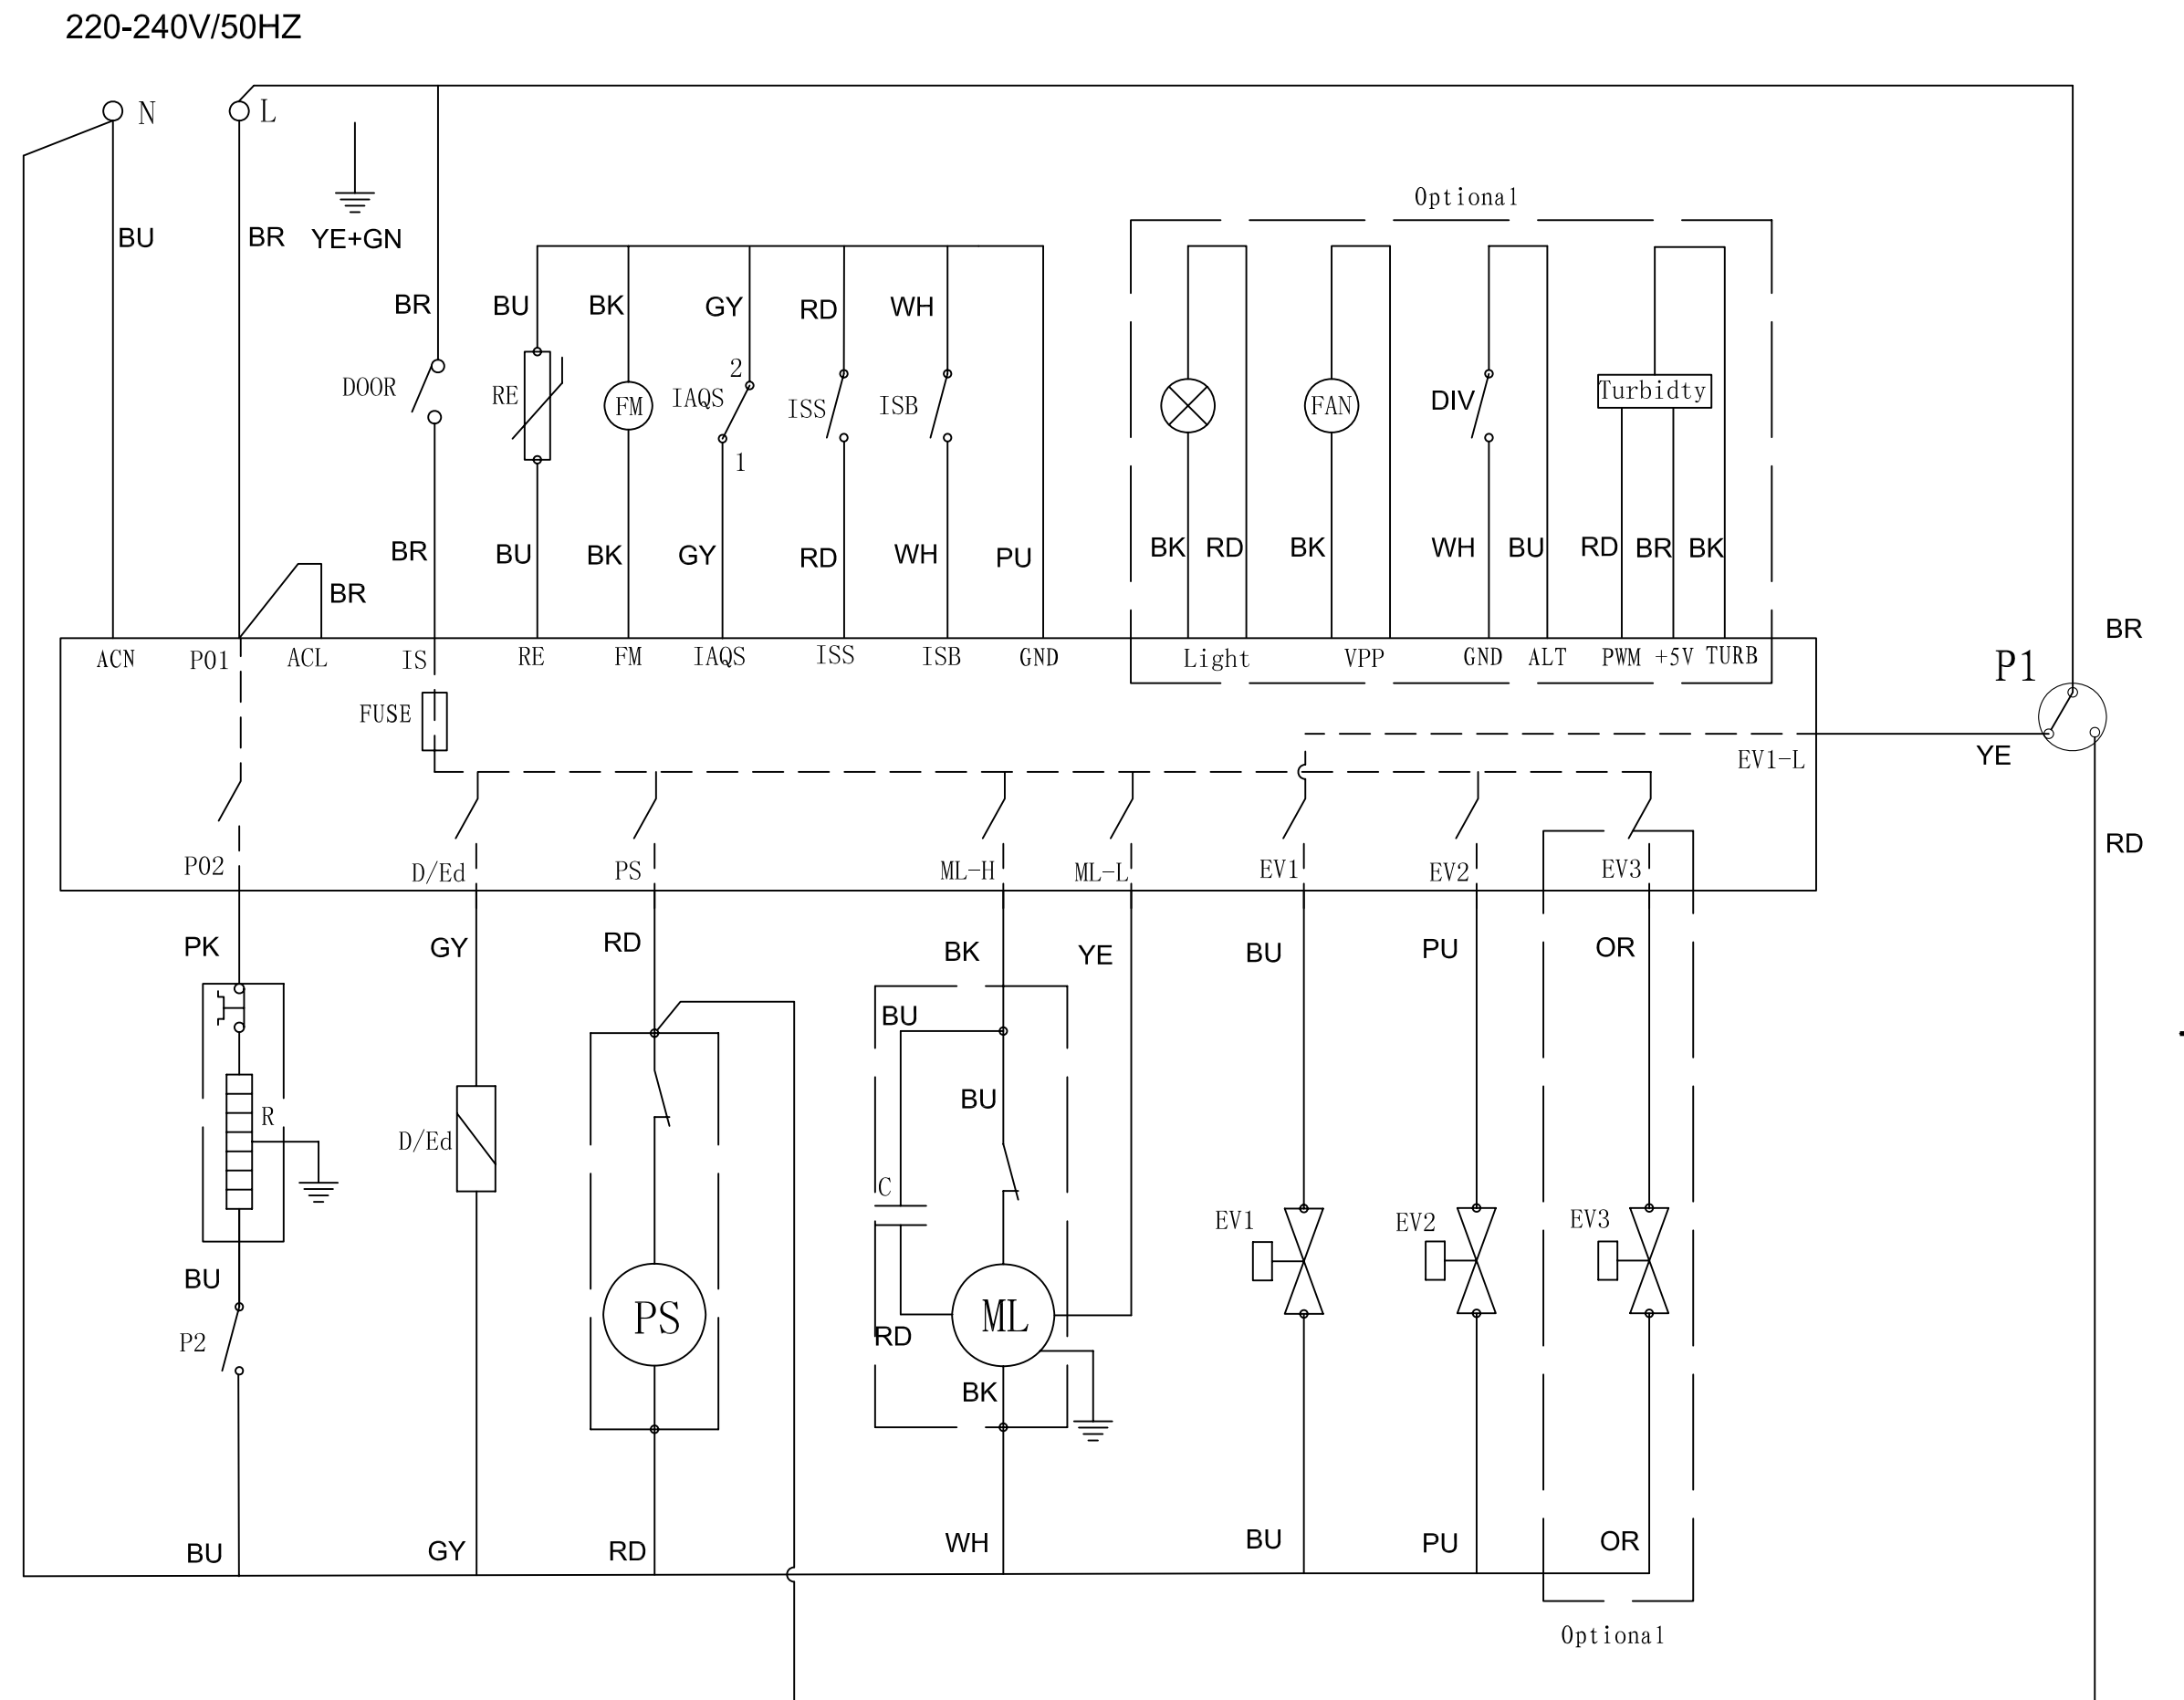 220-240V/50HZ
N
L
Optional
BU
BR
YE+GN
BR
BU
BK
GY
RD
WH
DOOR
RE
FM
IAQS
2
1
ISS
ISB
FAN
DIV
Turbidty
BR
BR
BU
BK
GY
RD
WH
PU
BK
RD
BK
WH
BU
RD
BR
BK
BR
ACN
P01
ACL
IS
RE
FM
IAQS
ISS
ISB
GND
Light
VPP
GND
ALT
PWM
+5V
TURB
P1
FUSE
EV1-L
YE
RD
P02
D/Ed
PS
ML-H
ML-L
EV1
EV2
EV3
PK
GY
RD
BK
YE
BU
PU
OR
BU
BU
R
D/Ed
C
EV1
EV2
EV3
BU
P2
PS
RD
ML
BK
BU
GY
RD
WH
BU
PU
OR
Optional